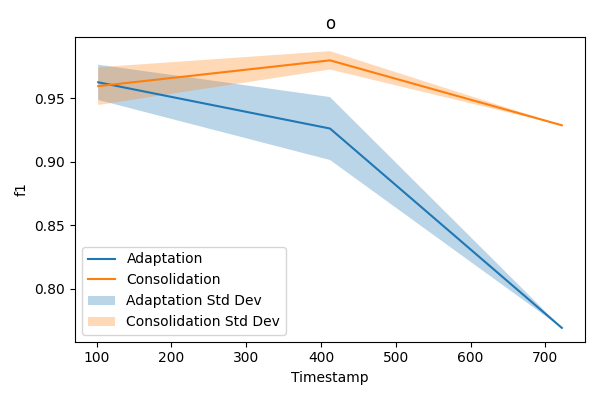 o
f1
0.95
0.90
0.85
0.80
Adaptation
Consolidation
Adaptation Std Dev
Consolidation Std Dev
100 200 300 400 500 600 700
Timestamp